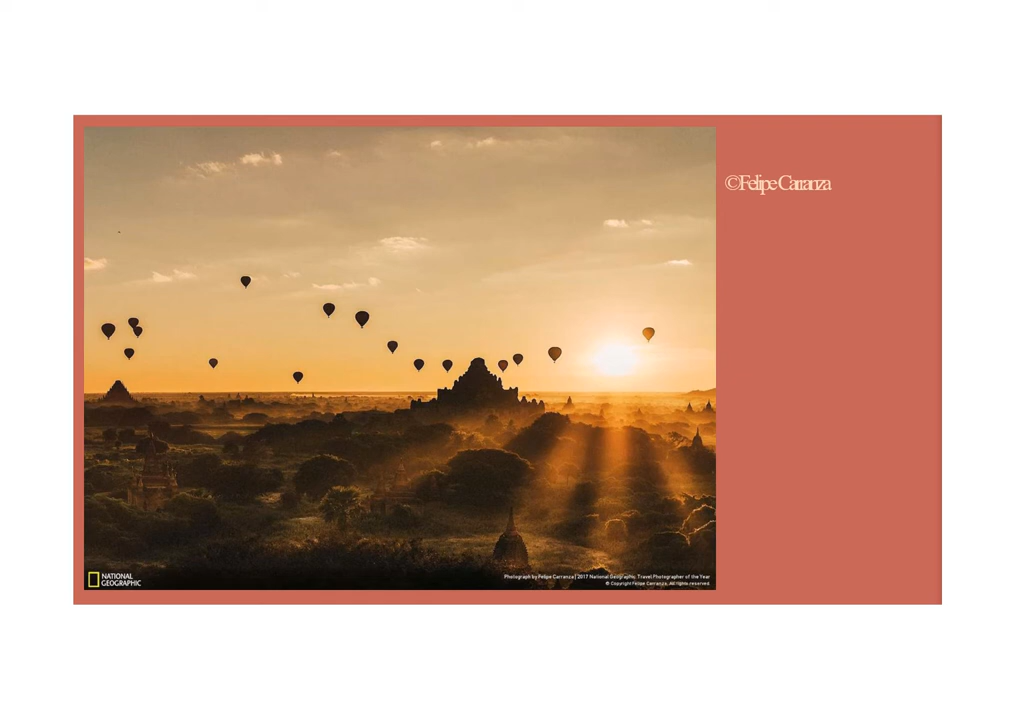 ©Felipe Carranza
NATIONAL
GEOGRAPHIC
Photograph by Felipe Carranza | 2017 National Geographic Travel Photographer of the Year
© Copyright Felipe Carranza. All rights reserved.